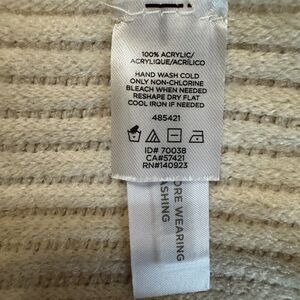 100% ACRYLIC/
ACRYLIQUE/ACRÍLICO
HAND WASH COLD
ONLY NON-CHLORINE
BLEACH WHEN NEEDED
RESHAPE DRY FLAT
COOL IRON IF NEEDED
485421
ID# 70038
CA#57421
RN#140923
ORE WEARING
ASHING